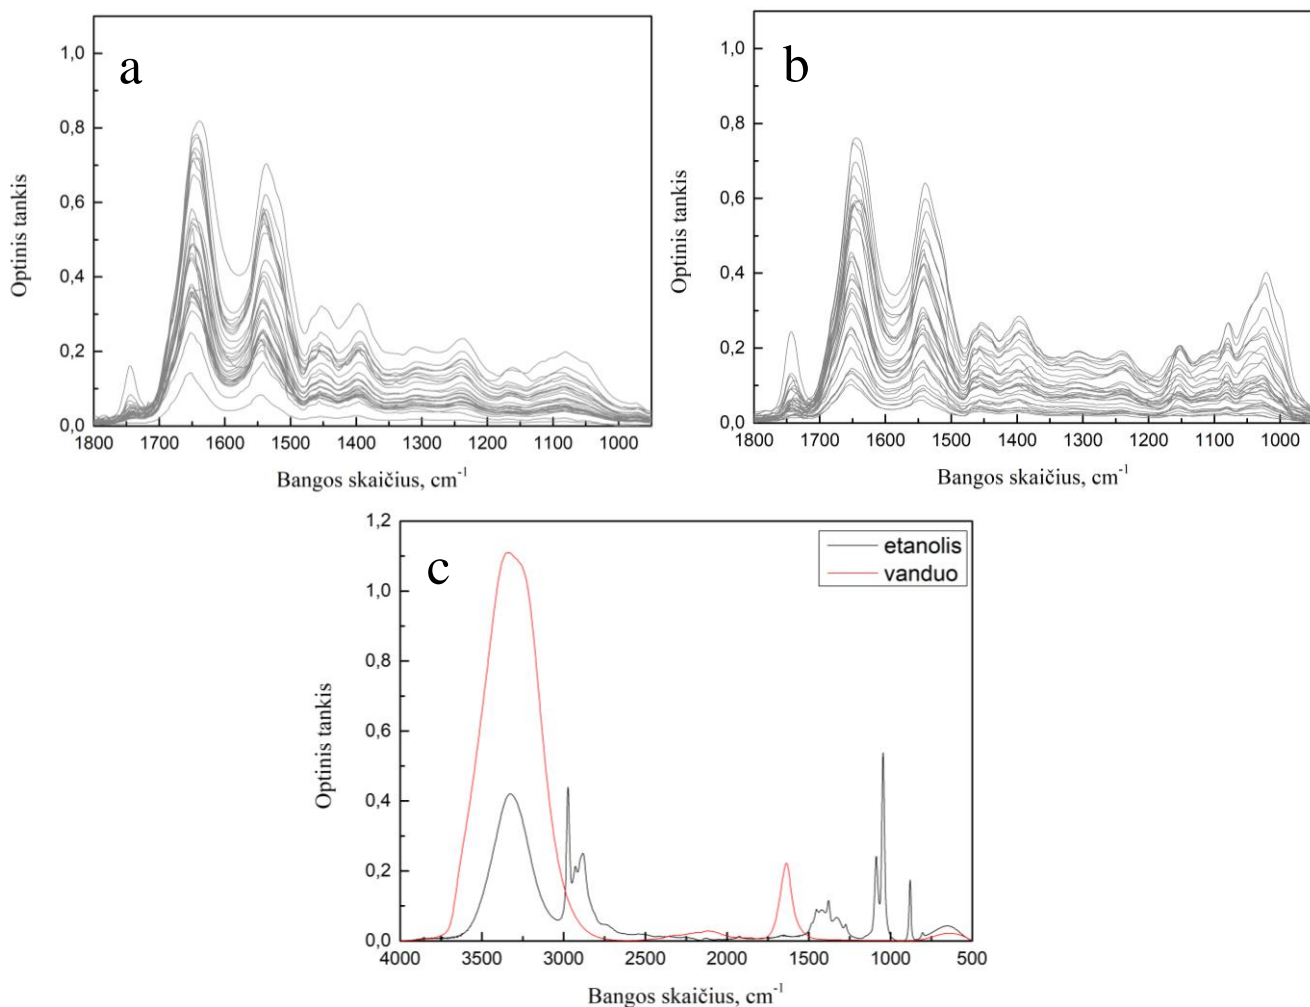 a
1,0
0,8
0,6
0,4
0,2
0,0
Optinis tankis
1800 1700 1600 1500 1400 1300 1200 1100 1000
Bangos skaičius, cm-1
b
1,0
0,8
0,6
0,4
0,2
0,0
Optinis tankis
1800 1700 1600 1500 1400 1300 1200 1100 1000
Bangos skaičius, cm-1
c
etanolis
vanduo
1,2
1,0
0,8
0,6
0,4
0,2
0,0
Optinis tankis
4000 3500 3000 2500 2000 1500 1000 500
Bangos skaičius, cm-1